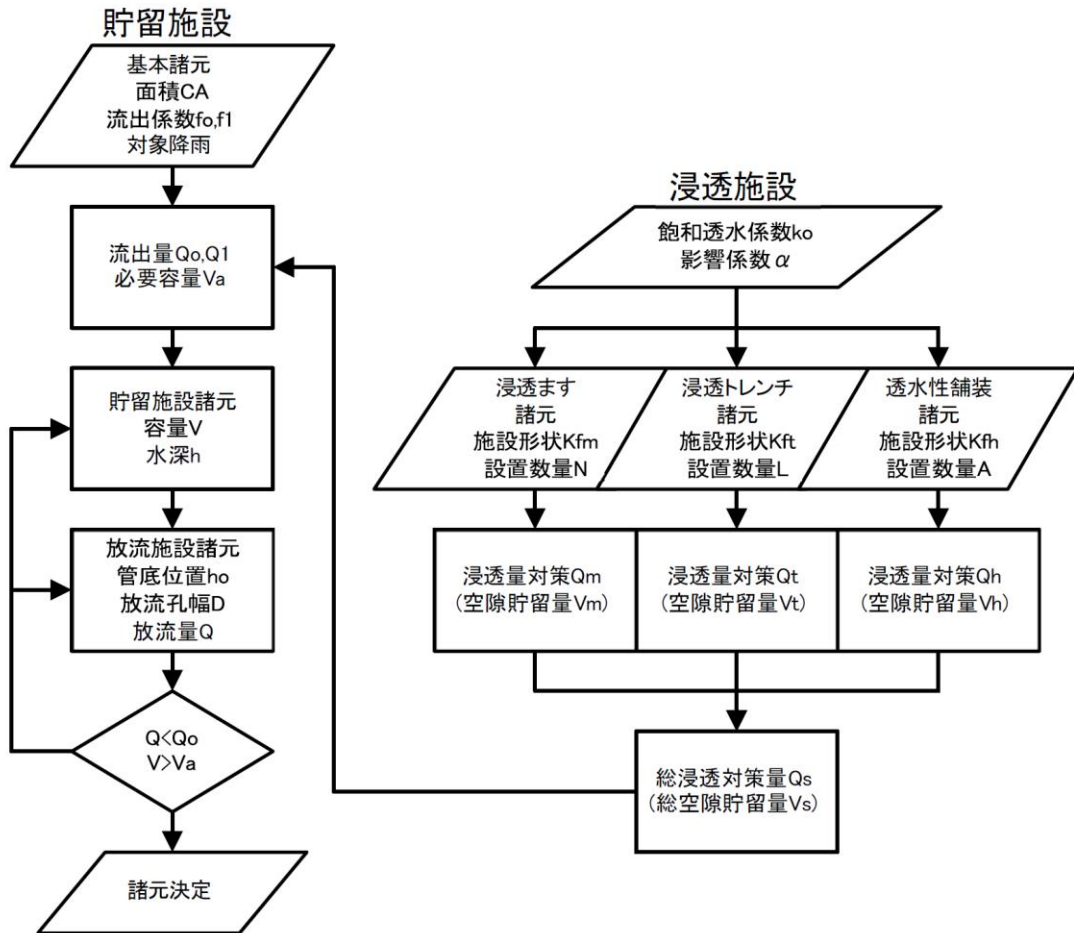 貯留施設
基本諸元
面積CA
流出係数fo,f1
対象降雨
流出量Qo,Q1
必要容量Va
貯留施設諸元
容量V
水深h
放流施設諸元
管底位置ho
放流孔幅D
放流量Q
Q<Qo
V>Va
諸元決定
浸透施設
飽和透水係数ko
影響係数α
浸透ます
諸元
施設形状Kfm
設置数量N
浸透トレンチ
諸元
施設形状Kft
設置数量L
透水性舗装
諸元
施設形状Kfh
設置数量A
浸透量対策Qm
(空隙貯留量Vm)
浸透量対策Qt
(空隙貯留量Vt)
浸透量対策Qh
(空隙貯留量Vh)
総浸透対策量Qs
(総空隙貯留量Vs)